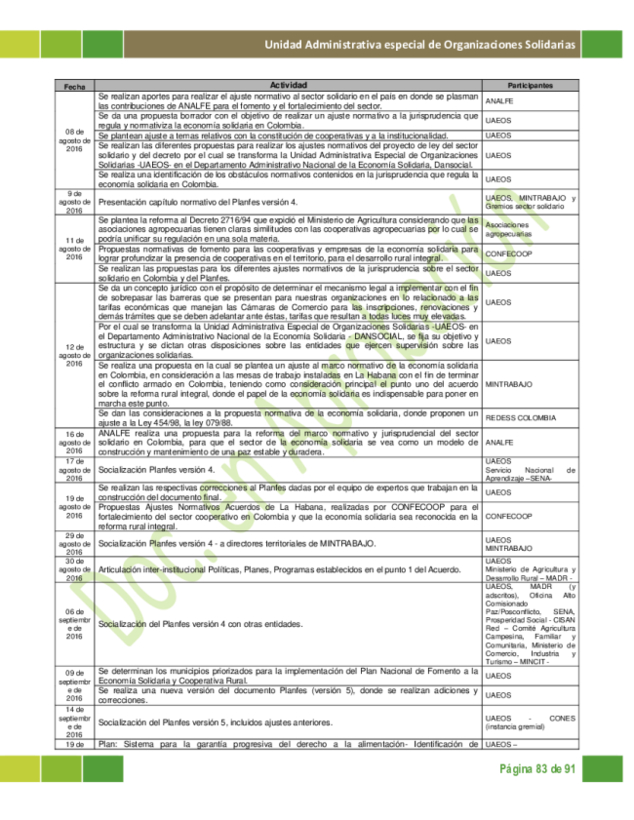 Unidad Administrativa especial de Organizaciones Solidarias
Fecha Actividad Participantes
08 de agosto de 2016
Se realizan aportes para realizar el ajuste normativo al sector solidario en el país en donde se plasman
las contribuciones de ANALFE para el fomento y el fortalecimiento del sector.
ANALFE
Se da una propuesta borrador con el objetivo de realizar un ajuste normativo a la jurisprudencia que
regula y normativiza la economía solidaria en Colombia.
UAEOS
Se plantean ajuste a temas relativos con la constitución de cooperativas y a la institucionalidad.
UAEOS
Se realizan las diferentes propuestas para realizar los ajustes normativos del proyecto de ley del sector
solidario y del decreto por el cual se transforma la Unidad Administrativa Especial de Organizaciones
Solidarias -UAEOS- en el Departamento Administrativo Nacional de la Economía Solidaria, Dansocial.
UAEOS
Se realiza una identificación de los obstáculos normativos contenidos en la jurisprudencia que regula la
economía solidaria en Colombia.
UAEOS
9 de
agosto de
2016
Presentación capítulo normativo del Planfes versión 4.
UAEOS, MINTRABAJO y
Gremios sector solidario
11 de
agosto de
2016
Se plantea la reforma al Decreto 2716/94 que expidió el Ministerio de Agricultura considerando que las
asociaciones agropecuarias tienen claras similitudes con las cooperativas agropecuarias por lo cual se
podría unificar su regulación en una sola materia.
Asociaciones
agropecuarias
Propuestas normativas de fomento para las cooperativas y empresas de la economía solidaria para
lograr profundizar la presencia de cooperativas en el territorio, para el desarrollo rural integral.
CONFECOOP
Se realizan las propuestas para los diferentes ajustes normativos de la jurisprudencia sobre el sector
solidario en Colombia y del Planfes.
UAEOS
12 de
agosto de
2016
Se da un concepto jurídico con el propósito de determinar el mecanismo legal a implementar con el fin
de sobrepasar las barreras que se presentan para nuestras organizaciones en lo relacionado a las
tarifas económicas que manejan las Cámaras de Comercio para las inscripciones, renovaciones y
demás trámites que se deben adelantar ante éstas, tarifas que resultan a todas luces muy elevadas.
UAEOS
Por el cual se transforma la Unidad Administrativa Especial de Organizaciones Solidarias -UAEOS- en
el Departamento Administrativo Nacional de la Economía Solidaria - DANSOCIAL, se fija su objetivo y
estructura y se dictan otras disposiciones sobre las entidades que ejercen supervisión sobre las
organizaciones solidarias.
UAEOS
Se realiza una propuesta en la cual se plantea un ajuste al marco normativo de la economía solidaria
en Colombia, en consideración a las mesas de trabajo instaladas en La Habana con el fin de terminar
el conflicto armado en Colombia, teniendo como consideración principal el punto uno del acuerdo
sobre la reforma rural integral, donde el papel de la economía solidaria es indispensable para poner en
marcha este punto.
MINTRABAJO
Se dan las consideraciones a la propuesta normativa de la economía solidaria, donde proponen un
ajuste a la Ley 454/98, la ley 079/88.
REDESS COLOMBIA
16 de
agosto de
2016
ANALFE realiza una propuesta para la reforma del marco normativo y jurisprudencial del sector
solidario en Colombia, para que el sector de la economía solidaria se vea como un modelo de
construcción y mantenimiento de una paz estable y duradera.
ANALFE
17 de
agosto de
2016
Socialización Planfes versión 4.
UAEOS
Servicio Nacional de
Aprendizaje –SENA-
19 de
agosto de
2016
Se realizan las respectivas correcciones al Planfes dadas por el equipo de expertos que trabajan en la
construcción del documento final.
UAEOS
Propuestas Ajustes Normativos Acuerdos de La Habana, realizadas por CONFECOOP para el
fortalecimiento del sector cooperativo en Colombia y que la economía solidaria sea reconocida en la
reforma rural integral.
CONFECOOP
29 de
agosto de
2016
Socialización Planfes versión 4 - a directores territoriales de MINTRABAJO.
UAEOS
MINTRABAJO
30 de
agosto de
2016
Articulación inter-institucional Políticas, Planes, Programas establecidos en el punto 1 del Acuerdo.
UAEOS
Ministerio de Agricultura y
Desarrollo Rural – MADR -
06 de
septiembr
e de
2016
Socialización del Planfes versión 4 con otras entidades.
UAEOS, MADR (y
adscritos), Oficina Alto
Comisionado
Paz/Posconflicto, SENA,
Prosperidad Social - CISAN
Red – Comité Agricultura
Campesina, Familiar y
Comunitaria, Ministerio de
Comercio, Industria y
Turismo – MINCIT -
09 de
septiembr
e de
2016
Se determinan los municipios priorizados para la implementación del Plan Nacional de Fomento a la
Economía Solidaria y Cooperativa Rural.
UAEOS
Se realiza una nueva versión del documento Planfes (versión 5), donde se realizan adiciones y
correcciones.
UAEOS
14 de
septiembr
e de
2016
Socialización del Planfes versión 5, incluidos ajustes anteriores.
UAEOS - CONES
(instancia gremial)
19 de
Plan: Sistema para la garantía progresiva del derecho a la alimentación- Identificación de
UAEOS –
Doc. en Aprobación
Página 83 de 91